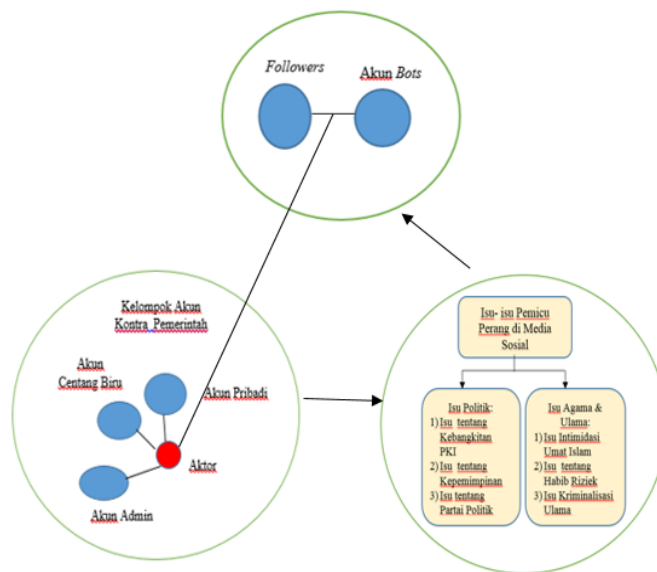 Followers
Akun Bots
Kelompok Akun
Kontra Pemerintah
Akun
Centang Biru
Akun Pribadi
Aktor
Akun Admin
Isu- isu Pemicu
Perang di Media
Sosial
Isu Politik:
1) Isu tentang
Kebangkitan
PKI
2) Isu tentang
Kepemimpinan
3) Isu tentang
Partai Politik
Isu Agama &
Ulama:
1) Isu Intimidasi
Umat Islam
2) Isu tentang
Habib Riziek
3) Isu Kriminalisasi
Ulama